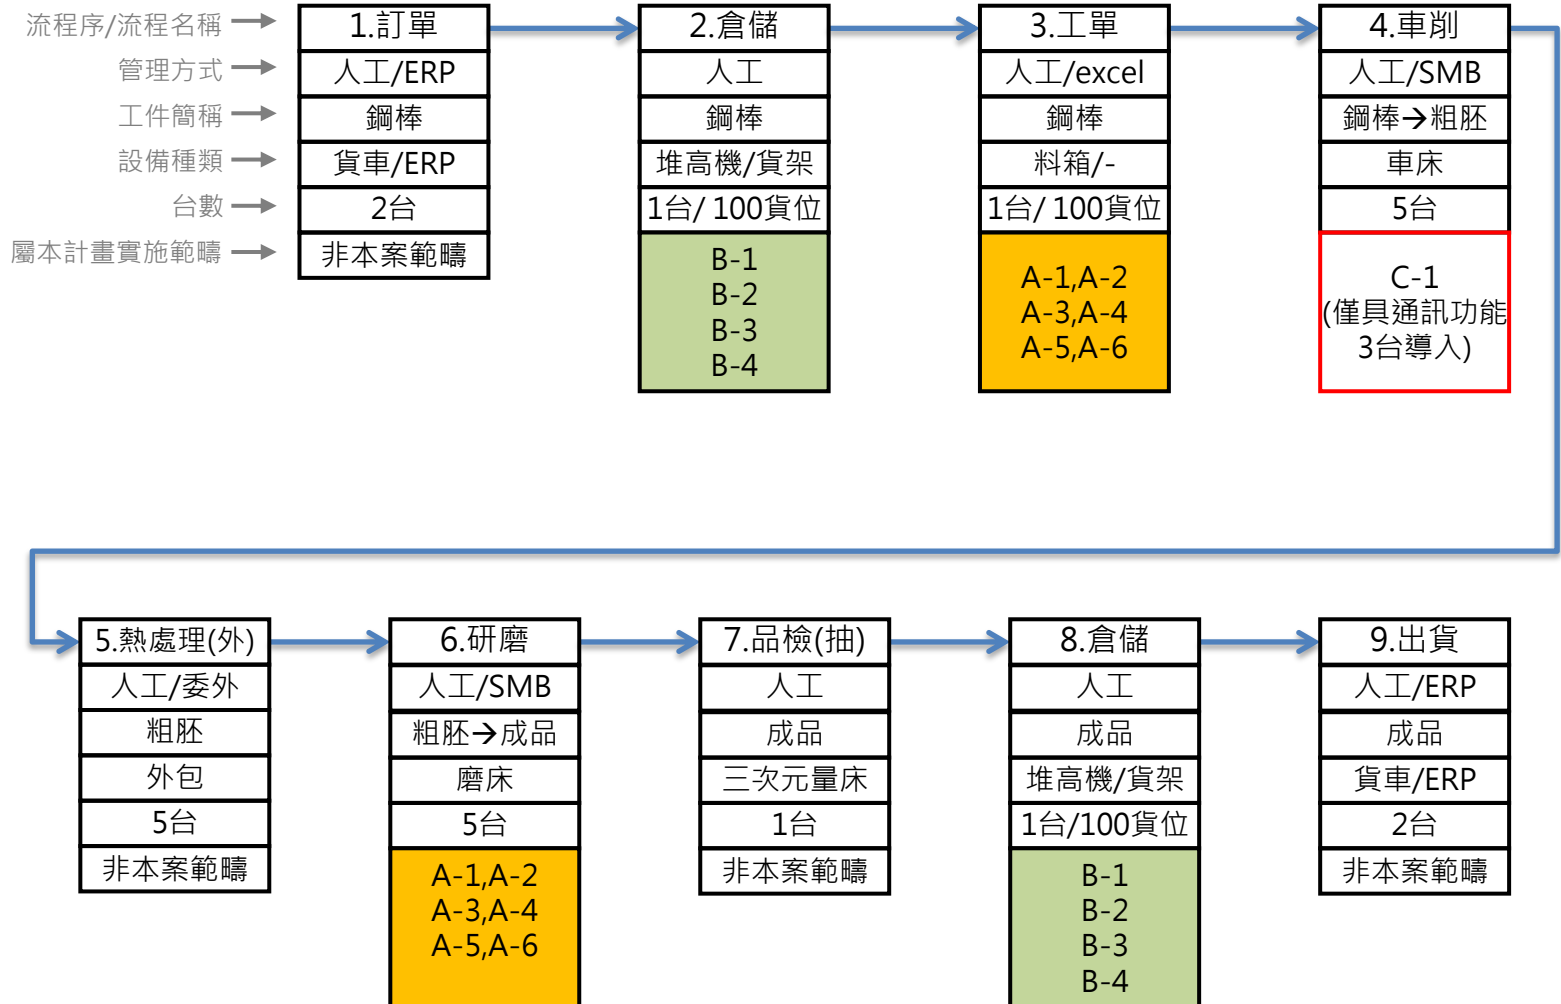 流程序/流程名稱
管理方式
工件簡稱
設備種類
台數
屬本計畫實施範疇
1.訂單
人工/ERP
鋼棒
貨車/ERP
2台
非本案範疇
2.倉儲
人工
鋼棒
堆高機/貨架
1台/ 100貨位
B-1
B-2
B-3
B-4
3.工單
人工/excel
鋼棒
料箱/-
1台/ 100貨位
A-1,A-2
A-3,A-4
A-5,A-6
4.車削
人工/SMB
鋼棒→粗胚
車床
5台
C-1
(僅具通訊功能
3台導入)
5.熱處理(外)
人工/委外
粗胚
外包
5台
非本案範疇
6.研磨
人工/SMB
粗胚→成品
磨床
5台
A-1,A-2
A-3,A-4
A-5,A-6
7.品檢(抽)
人工
成品
三次元量床
1台
非本案範疇
8.倉儲
人工
成品
堆高機/貨架
1台/100貨位
B-1
B-2
B-3
B-4
9.出貨
人工/ERP
成品
貨車/ERP
2台
非本案範疇